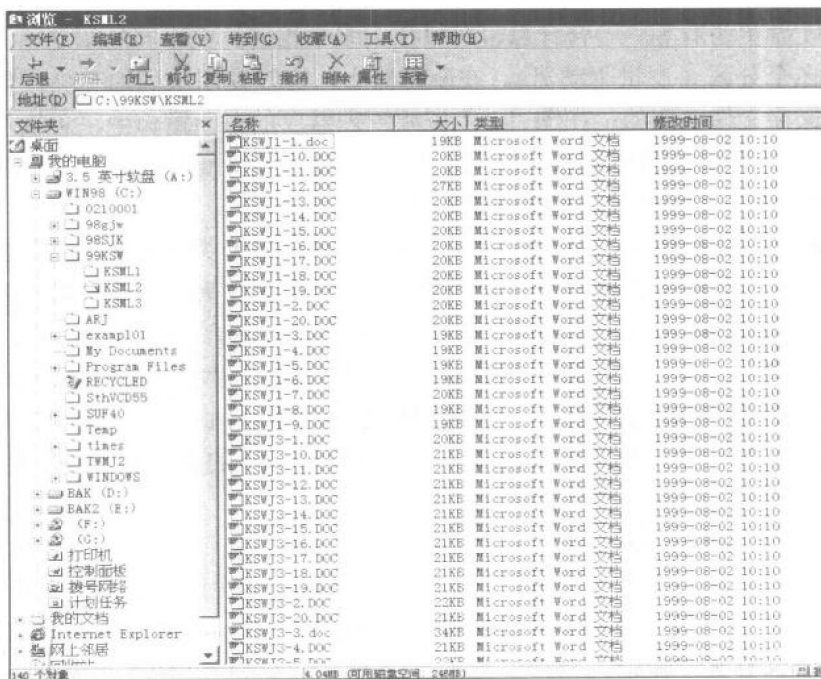 浏览 - KSML2
文件(F) 编辑(E) 查看(V) 转到(G) 收藏(A) 工具(T) 帮助(H)
后退 向上 剪切 复制 粘贴 撤消 删除 属性 查看
地址(D) C:\99KSW\KSML2
文件夹 ×
桌面
我的电脑
3.5 英寸软盘 (A:)
WIN98 (C:)
0210001
98gjw
98SJK
99KSW
KSML1
KSML2
KSML3
ARJ
exampl01
My Documents
Program Files
RECYCLED
SthVCD55
SUF40
Temp
times
TWMJ2
WINDOWS
BAK (D:)
BAK2 (E:)
(F:)
(G:)
打印机
控制面板
拨号网络
计划任务
我的文档
Internet Explorer
网上邻居
名称 大小 类型 修改时间
KSWJ1-1.doc 19KB Microsoft Word 文档 1999-08-02 10:10
KSWJ1-10.DOC 20KB Microsoft Word 文档 1999-08-02 10:10
KSWJ1-11.DOC 20KB Microsoft Word 文档 1999-08-02 10:10
KSWJ1-12.DOC 27KB Microsoft Word 文档 1999-08-02 10:10
KSWJ1-13.DOC 20KB Microsoft Word 文档 1999-08-02 10:10
KSWJ1-14.DOC 20KB Microsoft Word 文档 1999-08-02 10:10
KSWJ1-15.DOC 20KB Microsoft Word 文档 1999-08-02 10:10
KSWJ1-16.DOC 20KB Microsoft Word 文档 1999-08-02 10:10
KSWJ1-17.DOC 20KB Microsoft Word 文档 1999-08-02 10:10
KSWJ1-18.DOC 20KB Microsoft Word 文档 1999-08-02 10:10
KSWJ1-19.DOC 20KB Microsoft Word 文档 1999-08-02 10:10
KSWJ1-2.DOC 20KB Microsoft Word 文档 1999-08-02 10:10
KSWJ1-20.DOC 20KB Microsoft Word 文档 1999-08-02 10:10
KSWJ1-3.DOC 19KB Microsoft Word 文档 1999-08-02 10:10
KSWJ1-4.DOC 19KB Microsoft Word 文档 1999-08-02 10:10
KSWJ1-5.DOC 19KB Microsoft Word 文档 1999-08-02 10:10
KSWJ1-6.DOC 19KB Microsoft Word 文档 1999-08-02 10:10
KSWJ1-7.DOC 20KB Microsoft Word 文档 1999-08-02 10:10
KSWJ1-8.DOC 19KB Microsoft Word 文档 1999-08-02 10:10
KSWJ1-9.DOC 19KB Microsoft Word 文档 1999-08-02 10:10
KSWJ3-1.DOC 20KB Microsoft Word 文档 1999-08-02 10:10
KSWJ3-10.DOC 21KB Microsoft Word 文档 1999-08-02 10:10
KSWJ3-11.DOC 21KB Microsoft Word 文档 1999-08-02 10:10
KSWJ3-12.DOC 21KB Microsoft Word 文档 1999-08-02 10:10
KSWJ3-13.DOC 21KB Microsoft Word 文档 1999-08-02 10:10
KSWJ3-14.DOC 21KB Microsoft Word 文档 1999-08-02 10:10
KSWJ3-15.DOC 21KB Microsoft Word 文档 1999-08-02 10:10
KSWJ3-16.DOC 21KB Microsoft Word 文档 1999-08-02 10:10
KSWJ3-17.DOC 21KB Microsoft Word 文档 1999-08-02 10:10
KSWJ3-18.DOC 21KB Microsoft Word 文档 1999-08-02 10:10
KSWJ3-19.DOC 21KB Microsoft Word 文档 1999-08-02 10:10
KSWJ3-2.DOC 22KB Microsoft Word 文档 1999-08-02 10:10
KSWJ3-20.DOC 21KB Microsoft Word 文档 1999-08-02 10:10
KSWJ3-3.doc 34KB Microsoft Word 文档 1999-08-02 10:10
KSWJ3-4.DOC 21KB Microsoft Word 文档 1999-08-02 10:10
140 个对象 4.04MB (可用磁盘空间: 246MB)